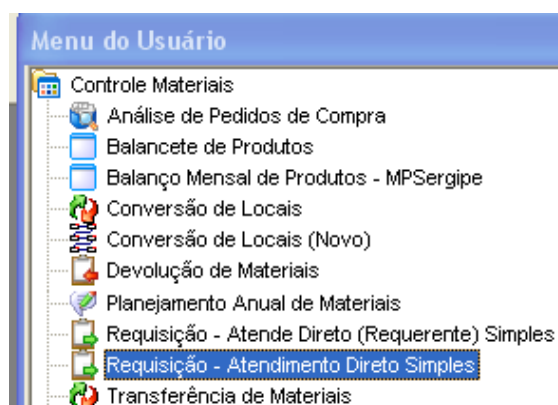 Menu do Usuário
Controle Materiais
Análise de Pedidos de Compra
Balancete de Produtos
Balanço Mensal de Produtos - MPSergipe
Conversão de Locais
Conversão de Locais (Novo)
Devolução de Materiais
Planejamento Anual de Materiais
Requisição - Atende Direto (Requerente) Simples
Requisição - Atendimento Direto Simples
Transferência de Materiais